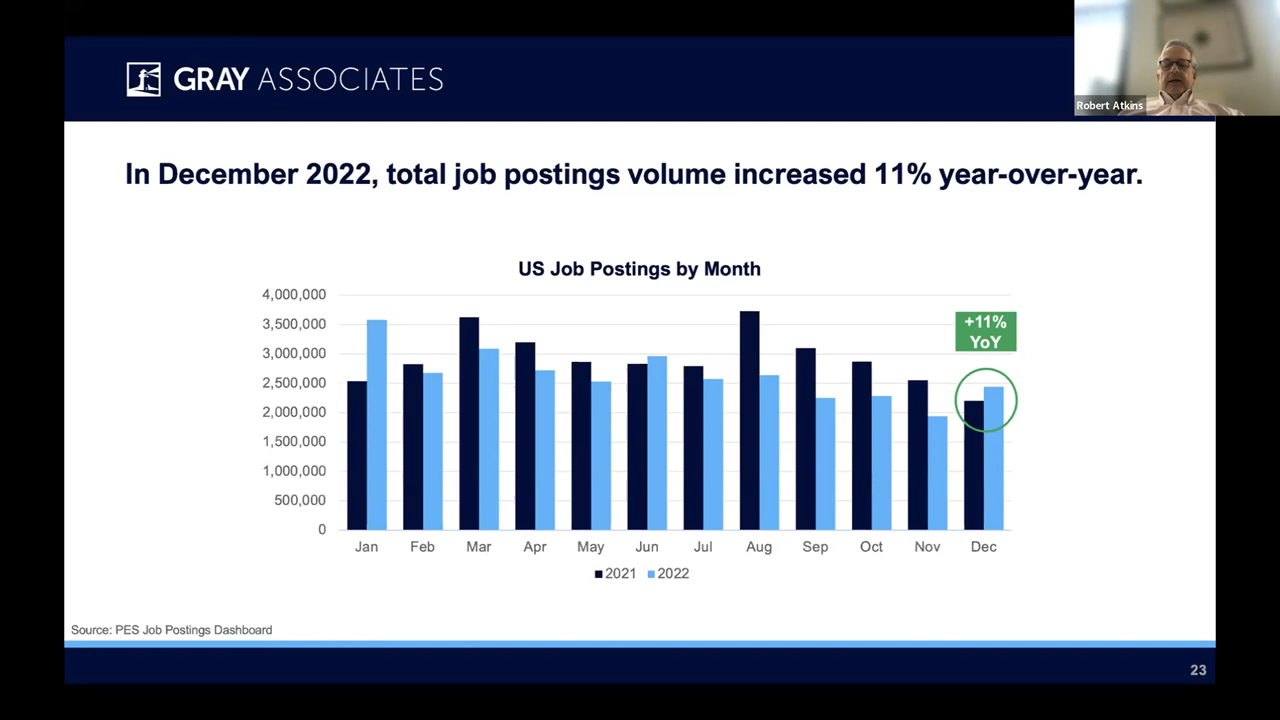 GRAY ASSOCIATES
Robert Atkins
In December 2022, total job postings volume increased 11% year-over-year.
US Job Postings by Month
4,000,000
3,500,000
3,000,000
2,500,000
2,000,000
1,500,000
1,000,000
500,000
0
+11%
YoY
Jan Feb Mar Apr May Jun Jul Aug Sep Oct Nov Dec
2021 2022
Source: PES Job Postings Dashboard
23